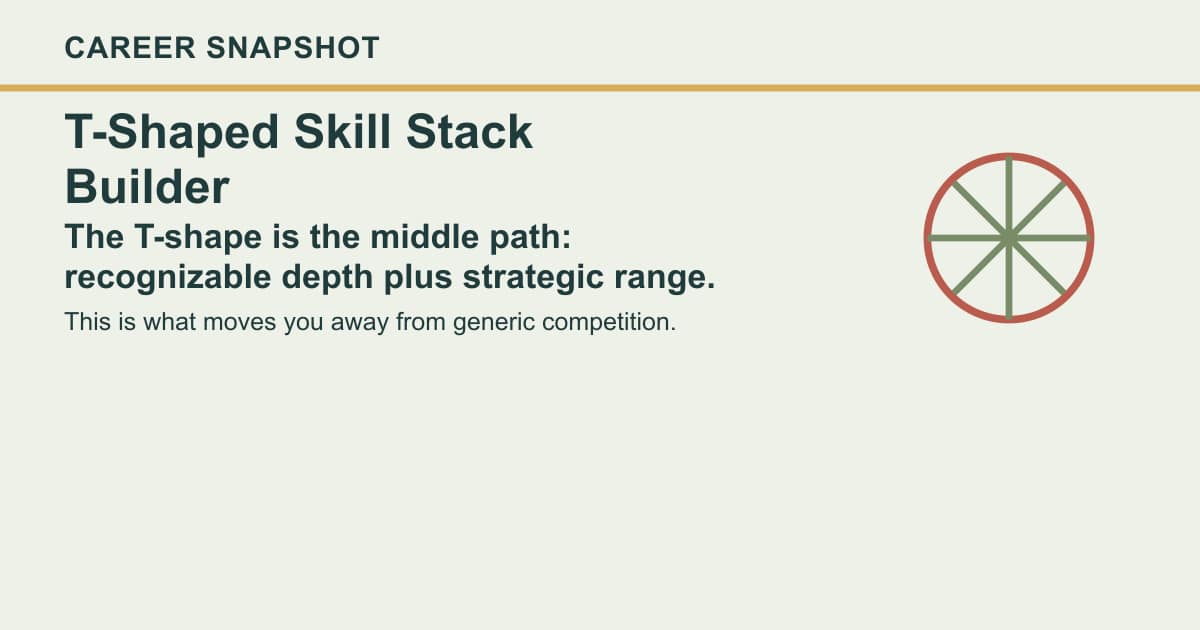 CAREER SNAPSHOT
T-Shaped Skill Stack
Builder
The T-shape is the middle path:
recognizable depth plus strategic range.
This is what moves you away from generic competition.